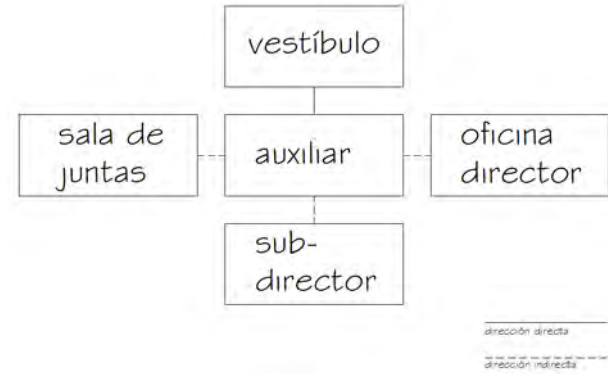 vestíbulo
sala de
juntas
auxiliar
oficina
director
sub-
director
dirección directa
dirección indirecta